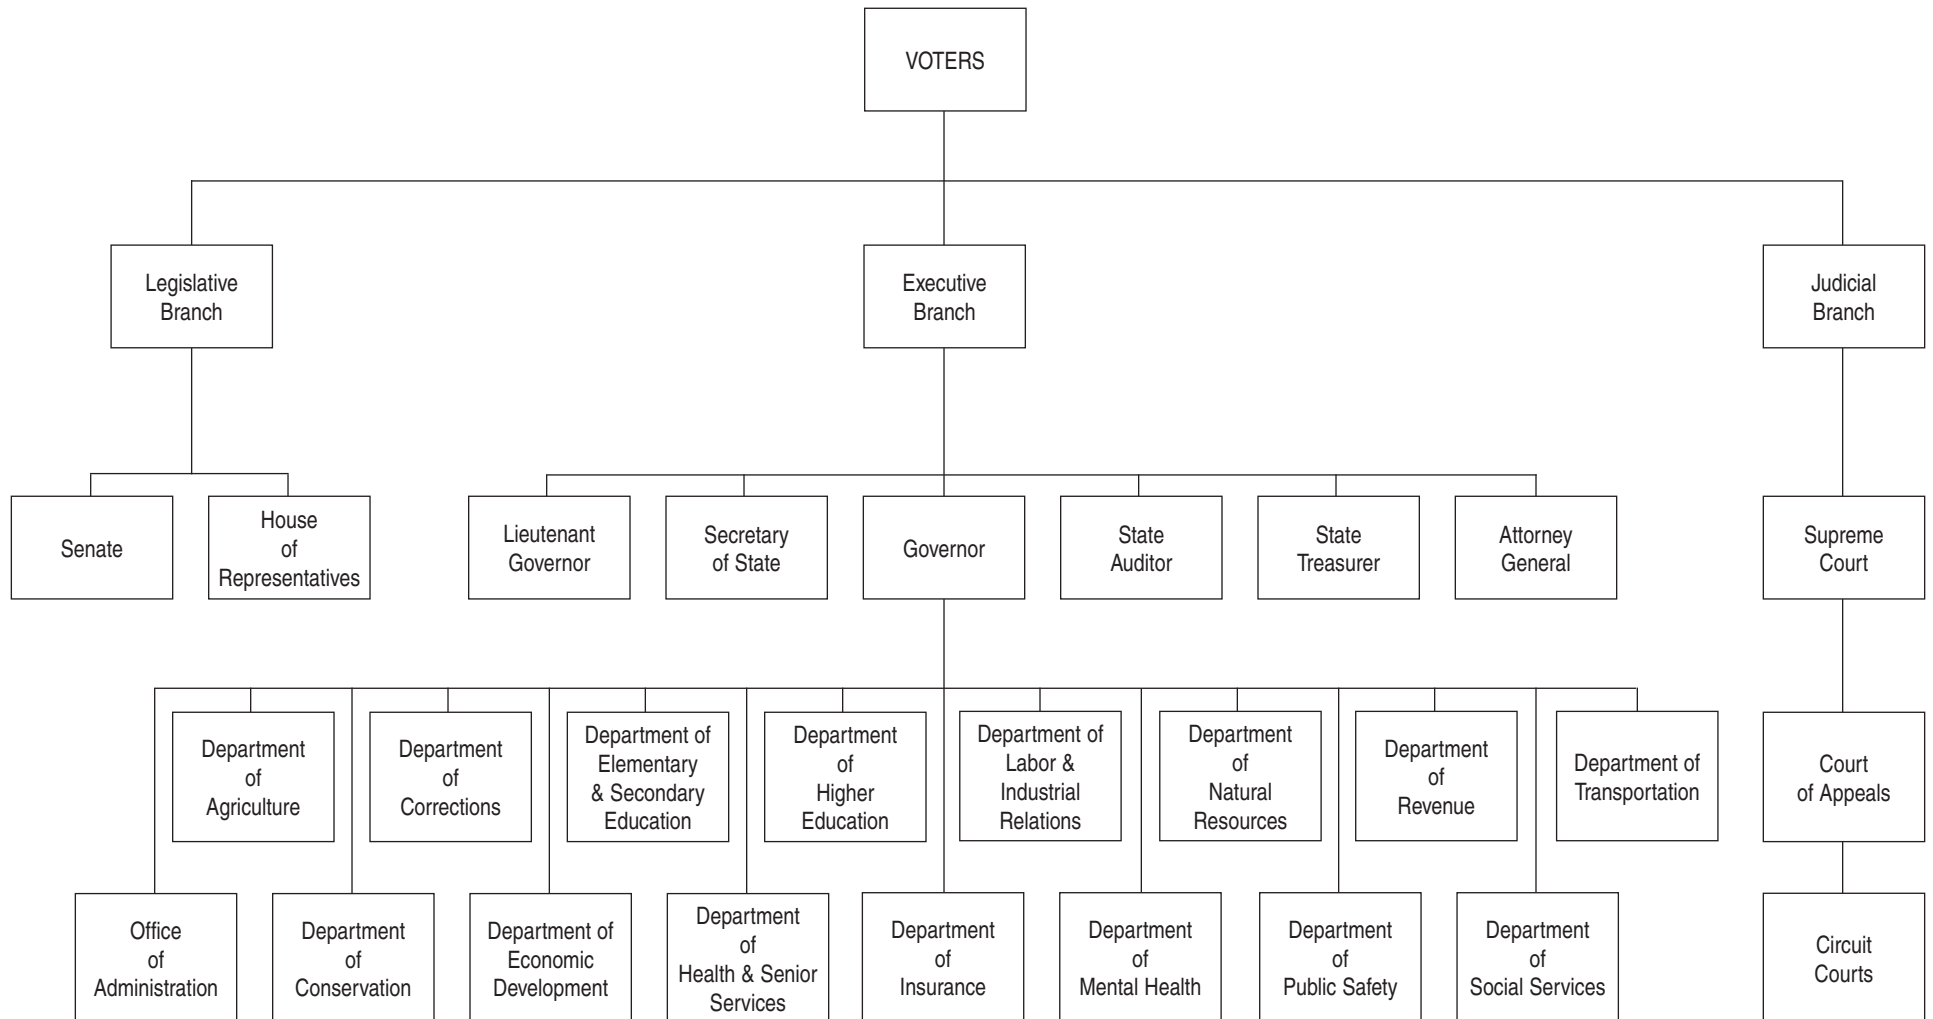 VOTERS
Legislative
Branch
Executive
Branch
Judicial
Branch
Senate
House
of
Representatives
Lieutenant
Governor
Secretary
of State
Governor
State
Auditor
State
Treasurer
Attorney
General
Supreme
Court
Department
of
Agriculture
Department
of
Corrections
Department of
Elementary
& Secondary
Education
Department
of
Higher
Education
Department of
Labor &
Industrial
Relations
Department
of
Natural
Resources
Department
of
Revenue
Department of
Transportation
Court
of Appeals
Office
of
Administration
Department
of
Conservation
Department of
Economic
Development
Department
of
Health & Senior
Services
Department
of
Insurance
Department
of
Mental Health
Department
of
Public Safety
Department
of
Social Services
Circuit
Courts